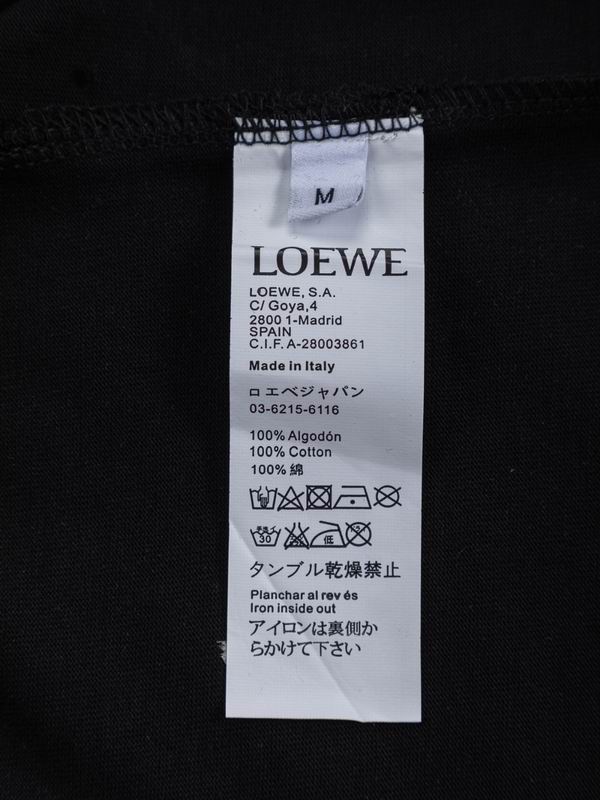 M
LOEWE
LOEWE, S.A.
C/ Goya,4
2800 1-Madrid
SPAIN
C.I.F. A-28003861
Made in Italy
ロエベジャパン
03-6215-6116
100% Algodón
100% Cotton
100% 綿
30 低
タンブル乾燥禁止
Planchar al rev és
Iron inside out
アイロンは裏側か
らかけて下さい